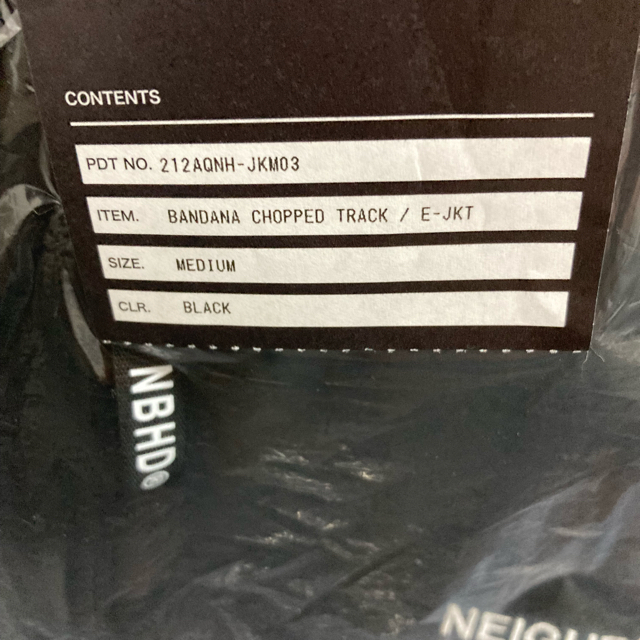 CONTENTS
PDT NO. 212AQNH-JKM03
ITEM. BANDANA CHOPPED TRACK / E-JKT
SIZE. MEDIUM
CLR. BLACK
NBHD®